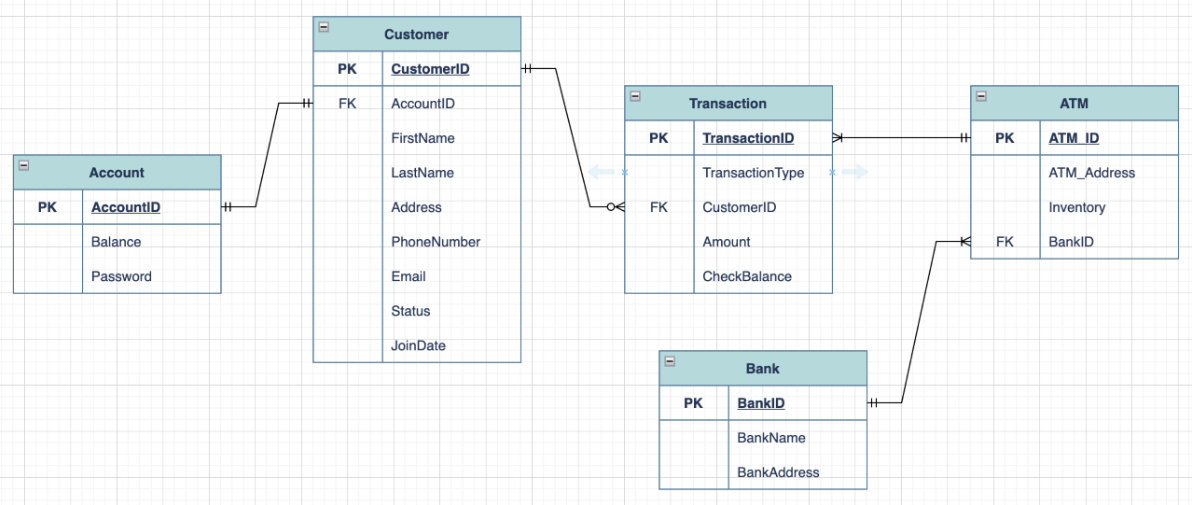 Customer
PK CustomerID
FK AccountID
FirstName
LastName
Address
PhoneNumber
Email
Status
JoinDate
Account
PK AccountID
Balance
Password
Transaction
PK TransactionID
TransactionType
FK CustomerID
Amount
CheckBalance
ATM
PK ATM_ID
ATM_Address
Inventory
FK BankID
Bank
PK BankID
BankName
BankAddress